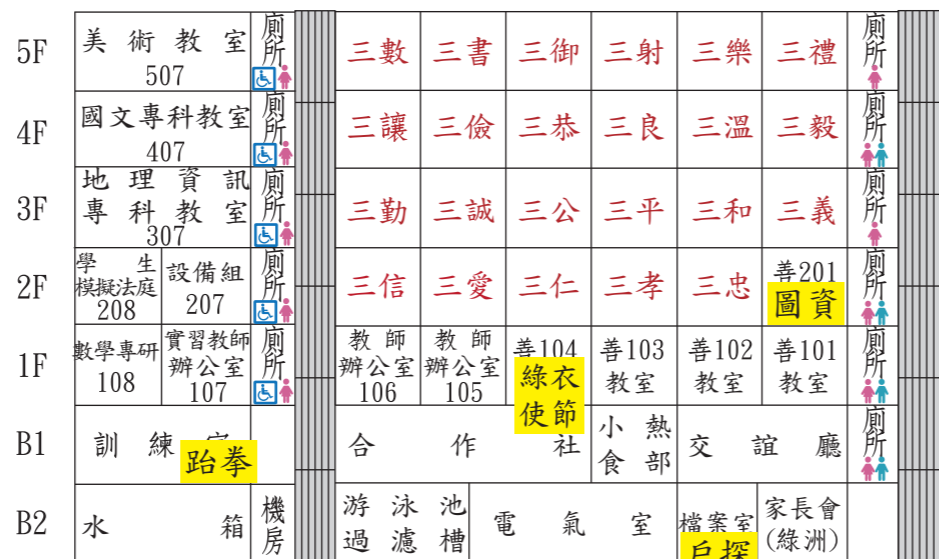 5F
美術教室
507
廁所
三數
三書
三御
三射
三樂
三禮
廁所
4F
國文專科教室
407
廁所
三讓
三儉
三恭
三良
三溫
三毅
廁所
3F
地理資訊
專科教室
307
廁所
三勤
三誠
三公
三平
三和
三義
廁所
2F
學生
模擬法庭
208
設備組
207
廁所
三信
三愛
三仁
三孝
三忠
善201
圖資
廁所
1F
數學專研
108
實習教師
辦公室
107
廁所
教師
辦公室
106
教師
辦公室
105
善104
綠衣
使節
善103
教室
善102
教室
善101
教室
廁所
B1
訓練
跆拳
合作社
小熱
食部
交誼廳
廁所
B2
水箱
機房
游泳池
過濾槽
電氣室
檔案室
戶探
家長會
(綠洲)